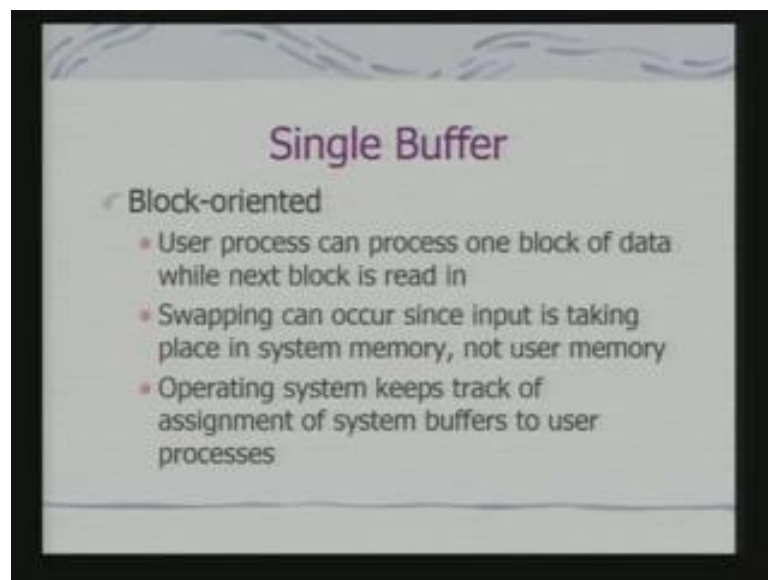 Single Buffer
Block-oriented
User process can process one block of data
while next block is read in
Swapping can occur since input is taking
place in system memory, not user memory
Operating system keeps track of
assignment of system buffers to user
processes